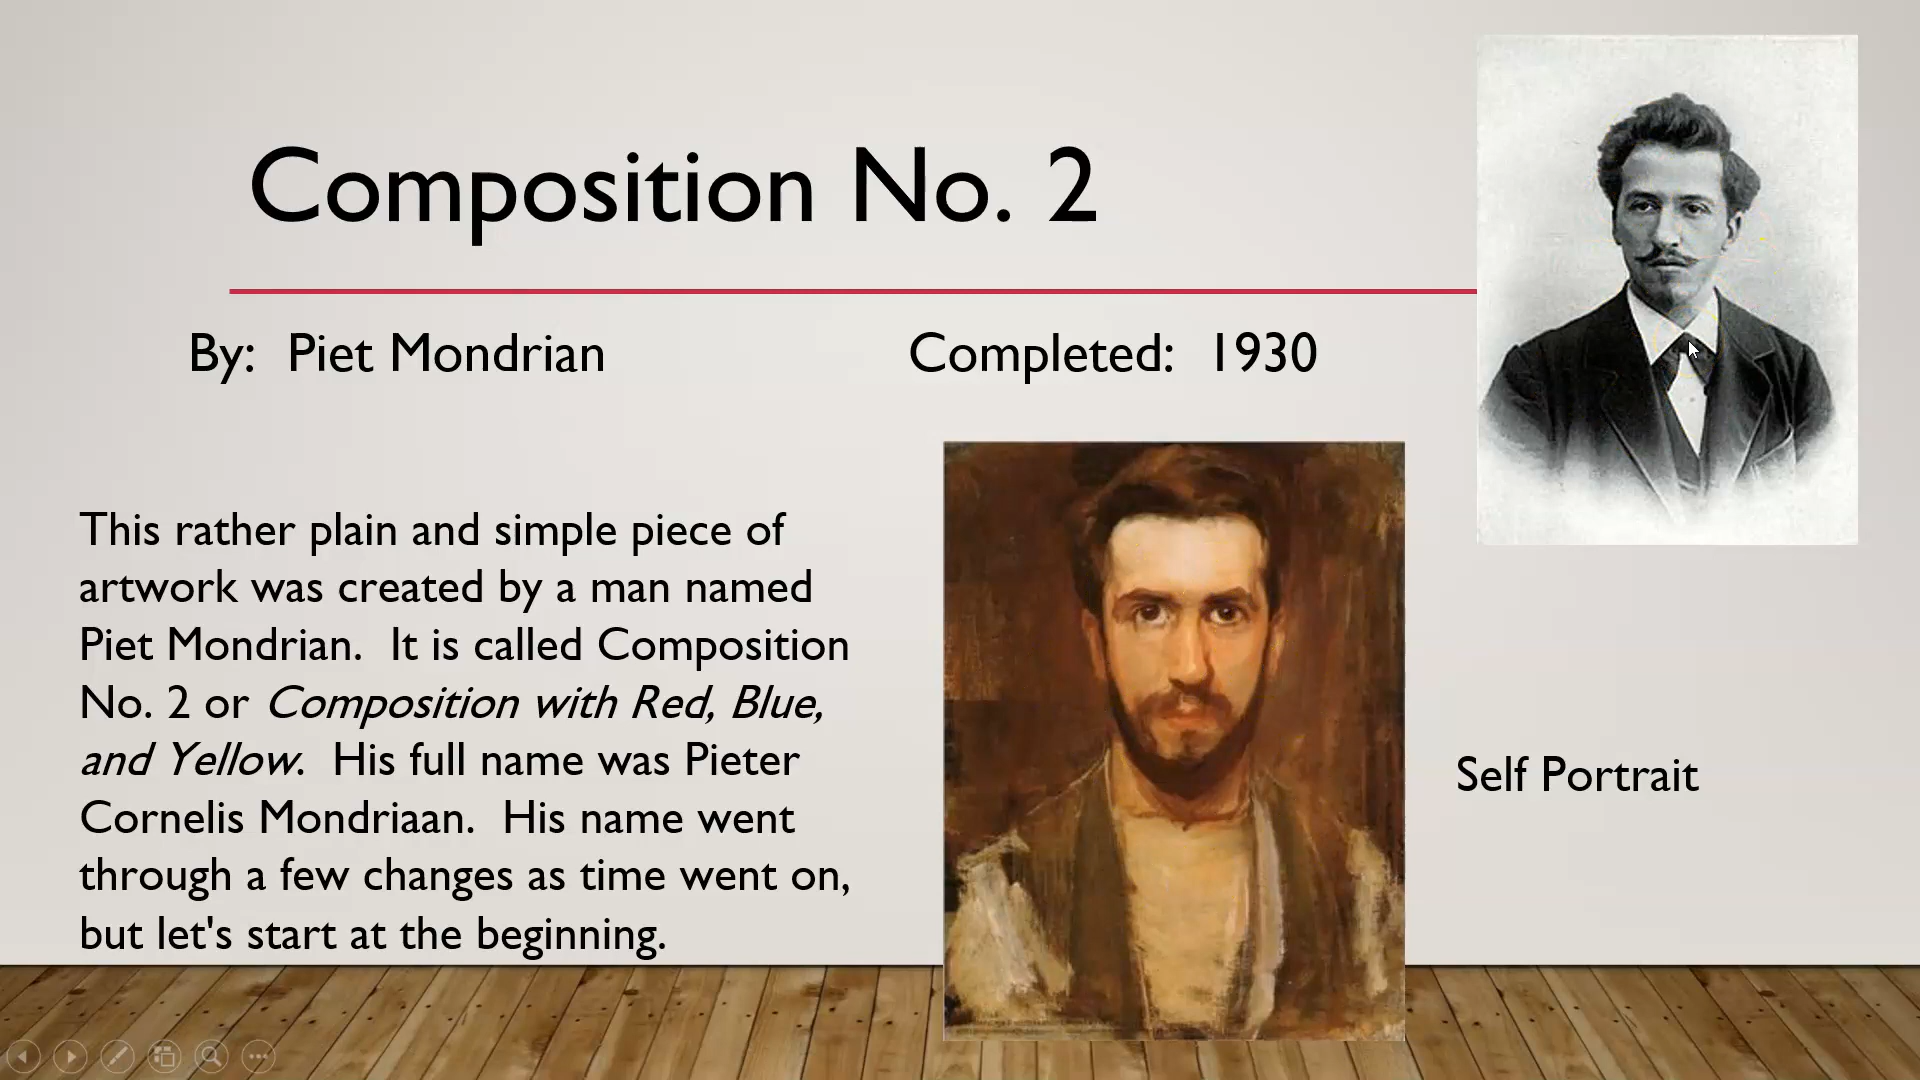 Composition No. 2
By: Piet Mondrian
Completed: 1930
This rather plain and simple piece of
artwork was created by a man named
Piet Mondrian. It is called Composition
No. 2 or Composition with Red, Blue,
and Yellow. His full name was Pieter
Cornelis Mondriaan. His name went
through a few changes as time went on,
but let's start at the beginning.
Self Portrait